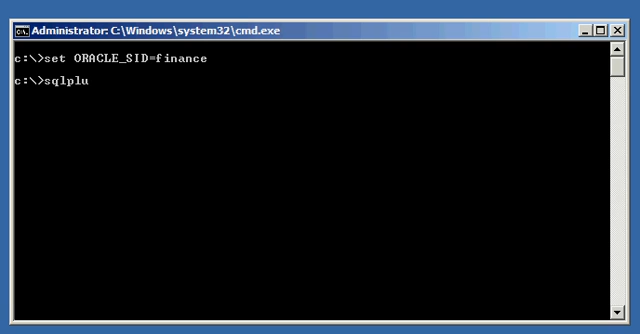 Administrator: C:\Windows\system32\cmd.exe
c:\>set ORACLE_SID=finance
c:\>sqlplu